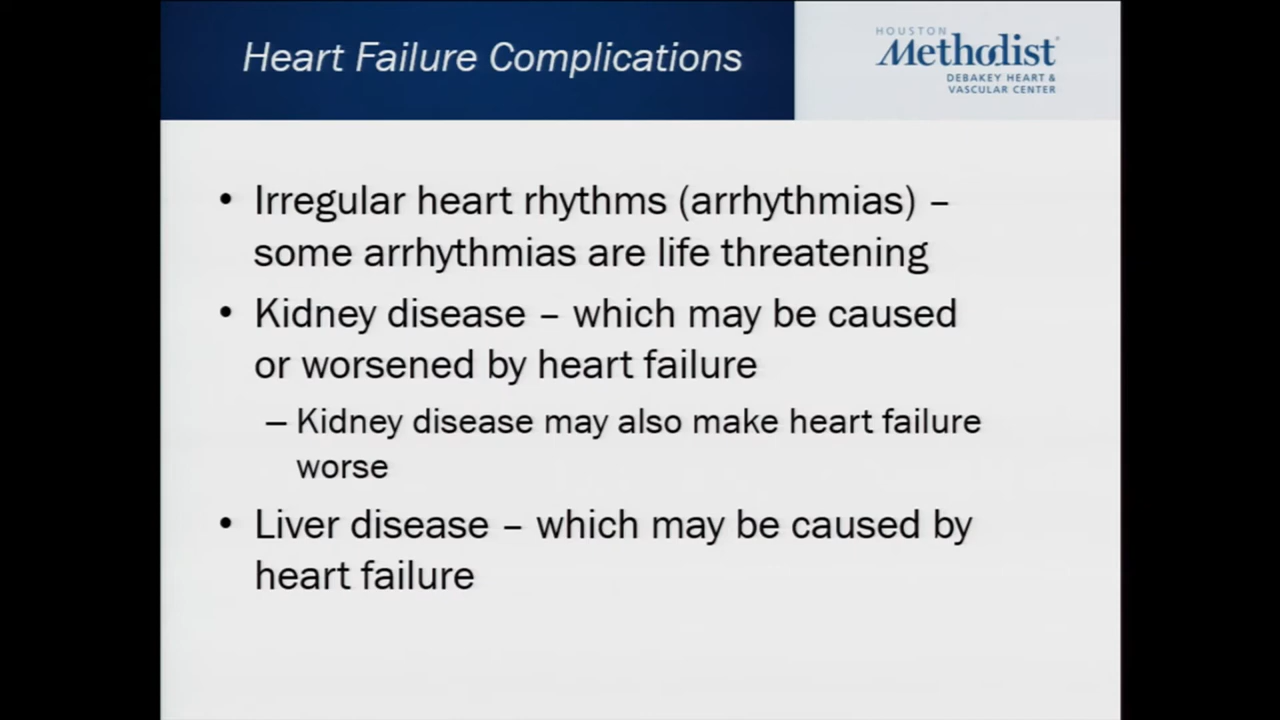 Heart Failure Complications
HOUSTON
Methodist
DEBAKEY HEART &
VASCULAR CENTER
• Irregular heart rhythms (arrhythmias) –
some arrhythmias are life threatening
• Kidney disease – which may be caused
or worsened by heart failure
– Kidney disease may also make heart failure
worse
• Liver disease – which may be caused by
heart failure